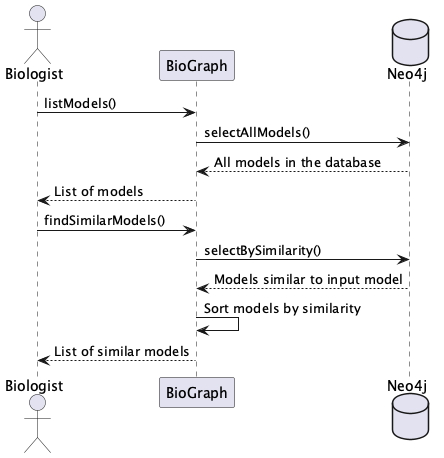 Biologist
BioGraph
Neo4j
listModels()
selectAllModels()
All models in the database
List of models
findSimilarModels()
selectBySimilarity()
Models similar to input model
Sort models by similarity
List of similar models
Biologist
BioGraph
Neo4j